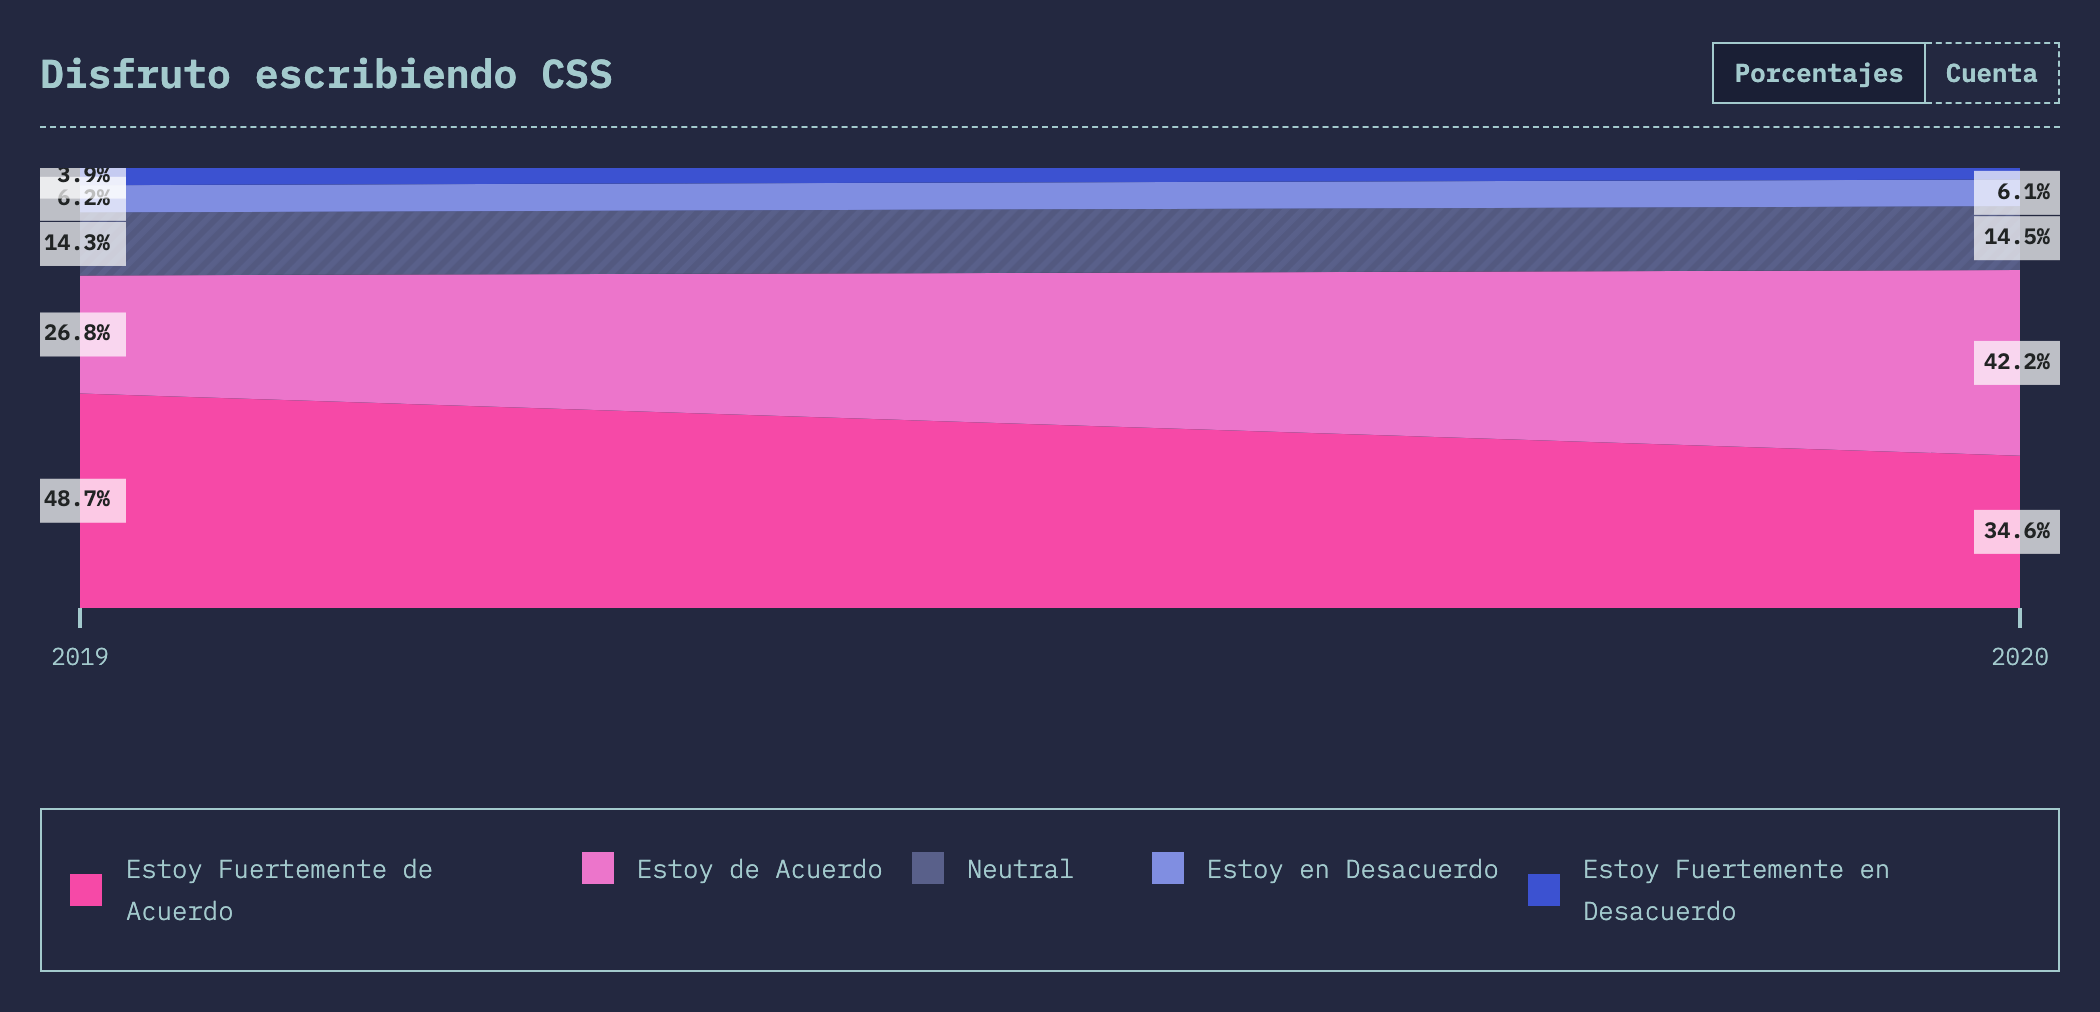 Disfruto escribiendo CSS
Porcentajes
Cuenta
3.9%
6.2%
14.3%
26.8%
48.7%
6.1%
14.5%
42.2%
34.6%
2019
2020
Estoy Fuertemente de
Acuerdo
Estoy de Acuerdo
Neutral
Estoy en Desacuerdo
Estoy Fuertemente en
Desacuerdo